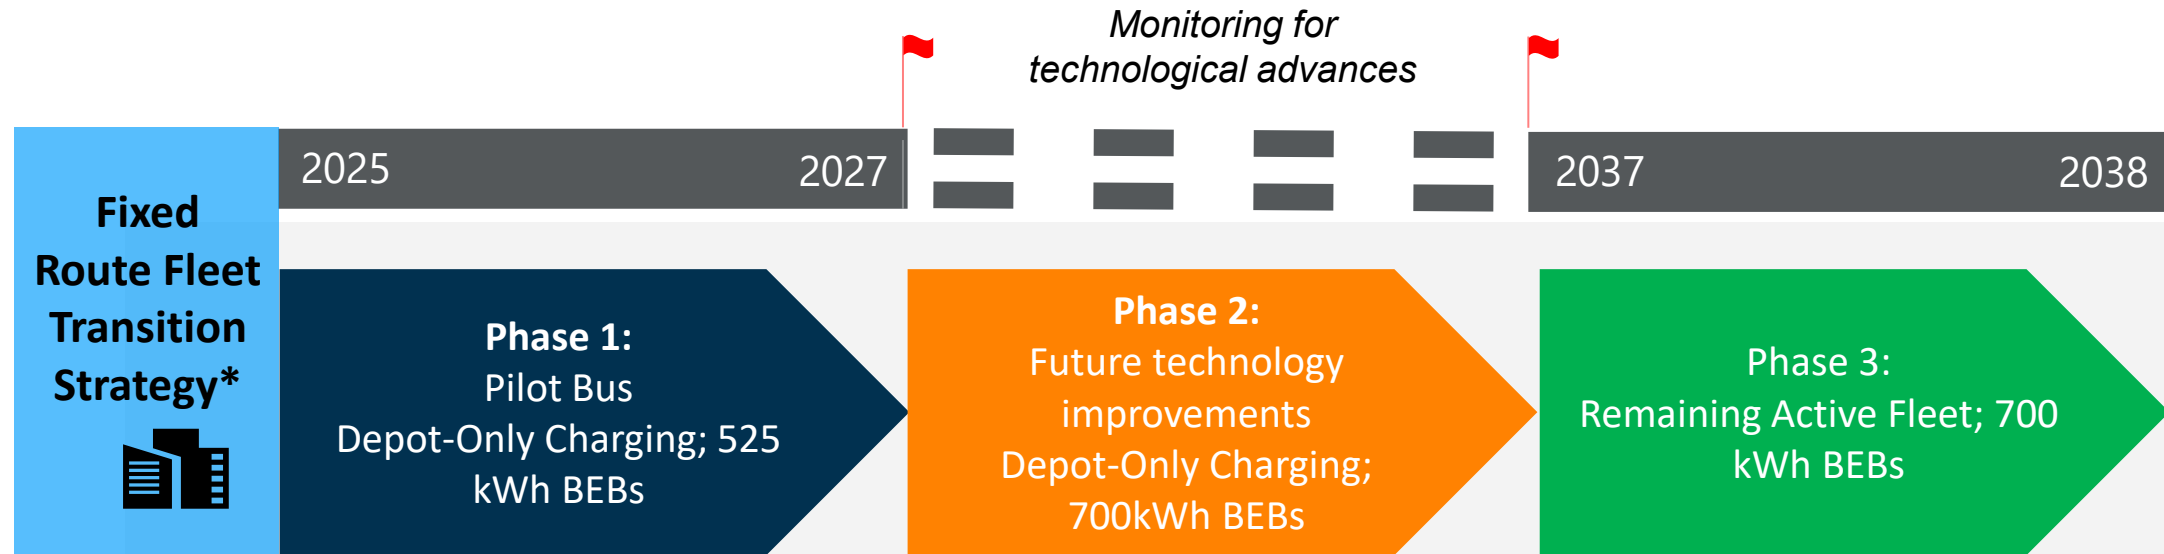 Monitoring for
technological advances
2025
2027
2037
2038
Fixed
Route Fleet
Transition
Strategy*
Phase 1:
Pilot Bus
Depot-Only Charging; 525
kWh BEBs
Phase 2:
Future technology
improvements
Depot-Only Charging;
700kWh BEBs
Phase 3:
Remaining Active Fleet; 700
kWh BEBs